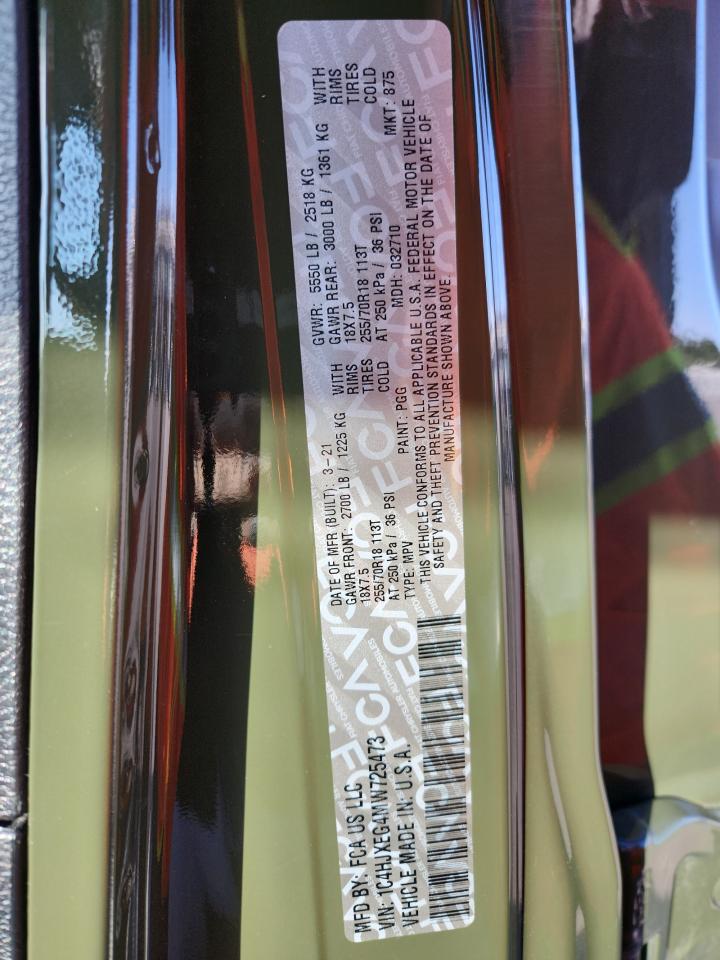 MFD BY: FCA US LLC
DATE OF MFR (BUILT): 3-21
GVWR: 5550 LB / 2518 KG
GAWR FRONT: 2700 LB / 1225 KG WITH
GAWR REAR: 3000 LB / 1361 KG WITH
18X7.5 RIMS
18X7.5 RIMS
255/70R18 113T TIRES
255/70R18 113T TIRES
AT 250 kPa / 36 PSI COLD
AT 250 kPa / 36 PSI COLD
VIN: 1C4HJXEG4MW725473
TYPE: MPV PAINT: PGG MDH: 032710 MKT: 875
VEHICLE MADE IN: U.S.A.
THIS VEHICLE CONFORMS TO ALL APPLICABLE U.S.A. FEDERAL MOTOR VEHICLE
SAFETY AND THEFT PREVENTION STANDARDS IN EFFECT ON THE DATE OF
MANUFACTURE SHOWN ABOVE.
FCA
FIAT CHRYSLER AUTOMOBILES